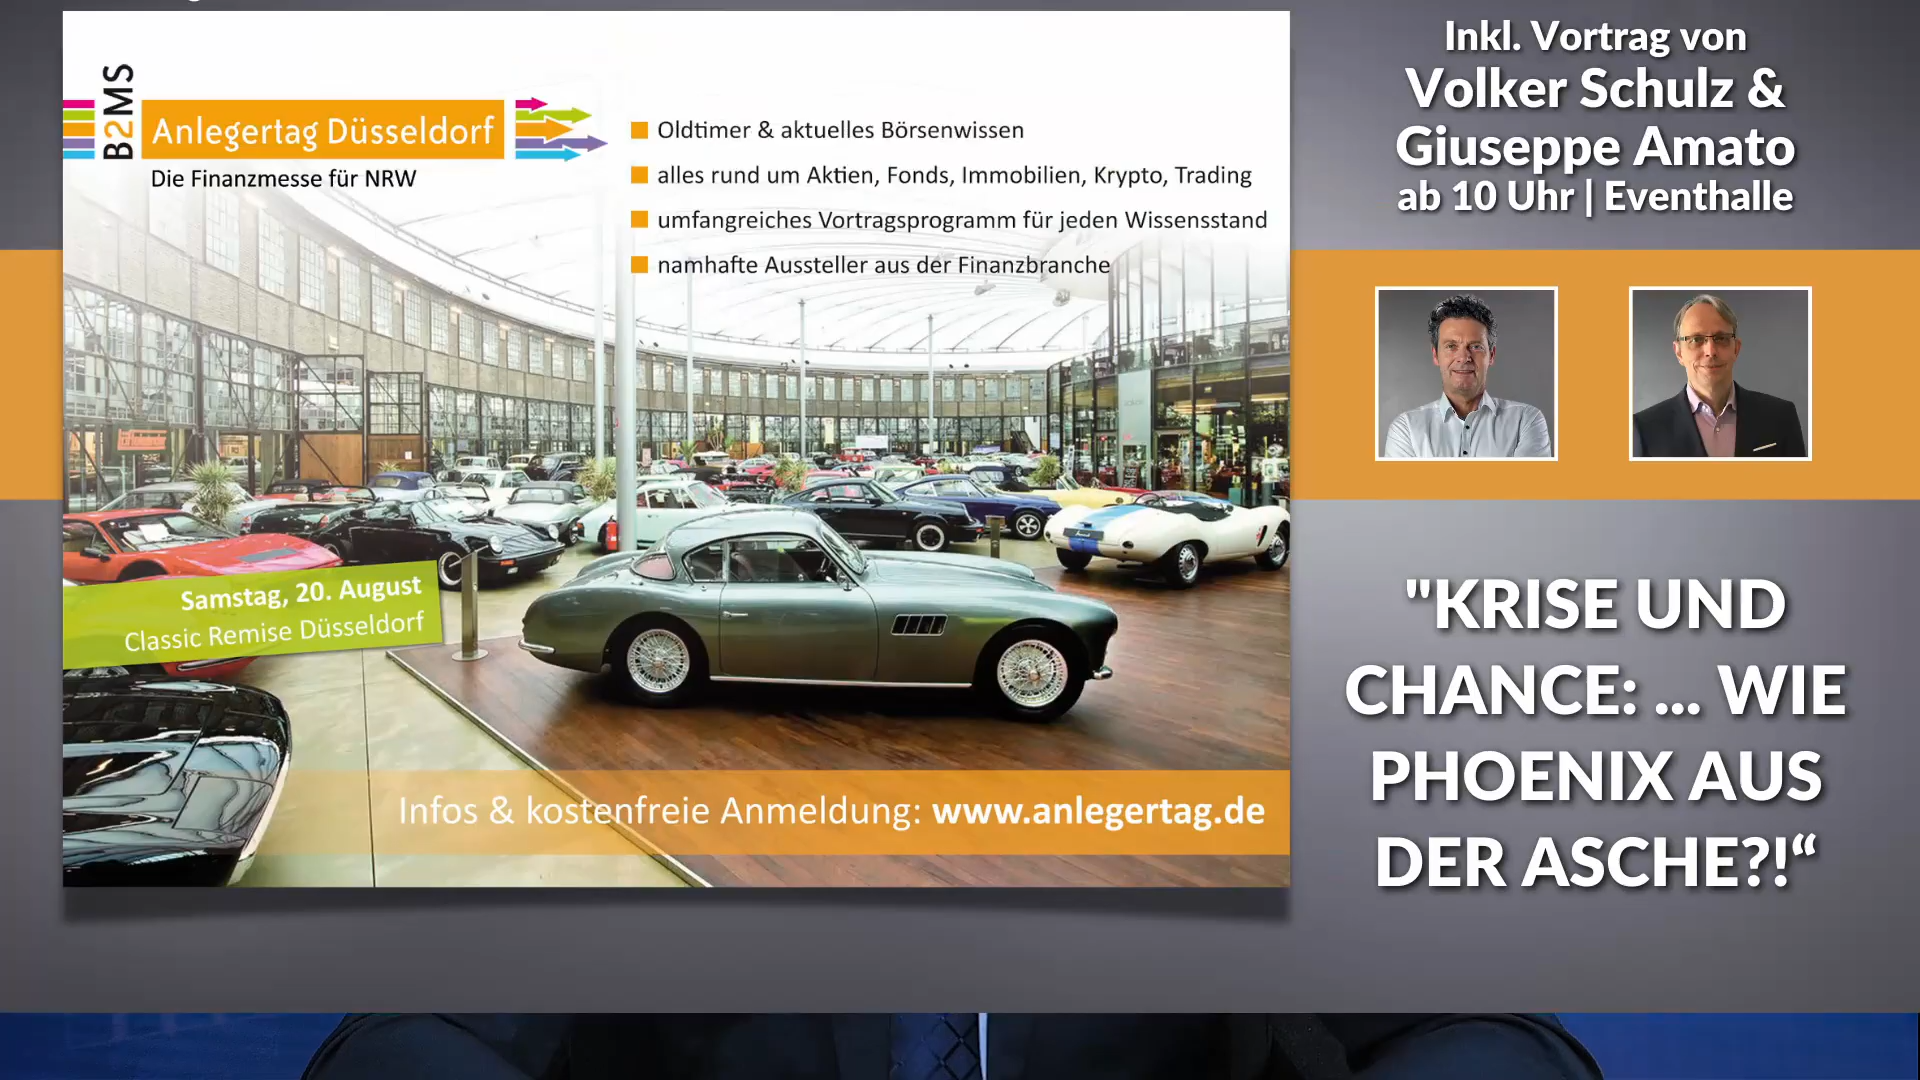 B2MS
Anlegertag Düsseldorf
Die Finanzmesse für NRW
Oldtimer & aktuelles Börsenwissen
alles rund um Aktien, Fonds, Immobilien, Krypto, Trading
umfangreiches Vortragsprogramm für jeden Wissensstand
namhafte Aussteller aus der Finanzbranche
Samstag, 20. August
Classic Remise Düsseldorf
Infos & kostenfreie Anmeldung: www.anlegertag.de
Inkl. Vortrag von
Volker Schulz &
Giuseppe Amato
ab 10 Uhr | Eventhalle
"KRISE UND
CHANCE: ... WIE
PHOENIX AUS
DER ASCHE?!“